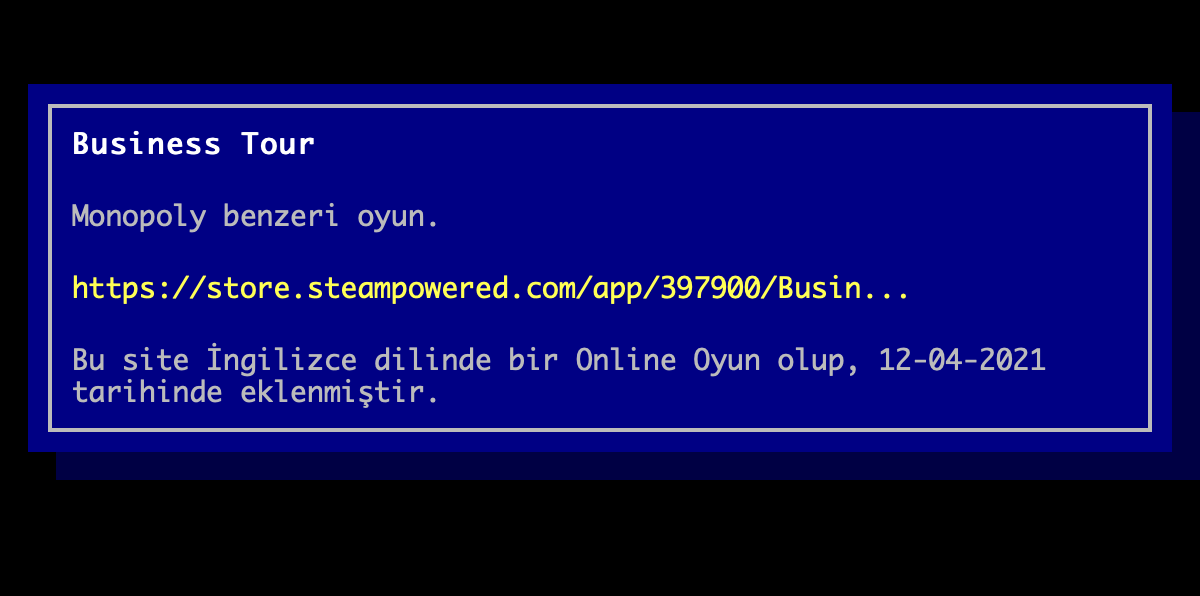 Business Tour
Monopoly benzeri oyun.
https://store.steampowered.com/app/397900/Busin...
Bu site İngilizce dilinde bir Online Oyun olup, 12-04-2021
tarihinde eklenmiştir.